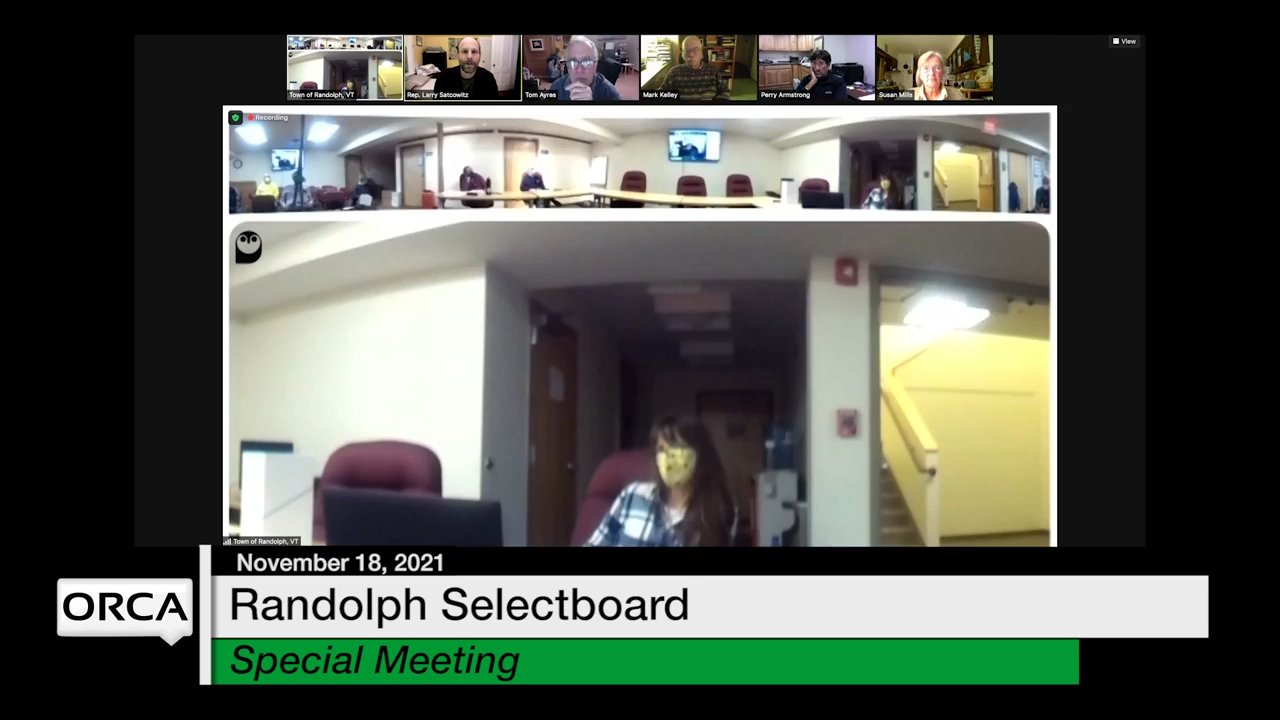 View
Town of Randolph, VT
Rep. Larry Satcowitz
Tom Ayres
Mark Kelley
Perry Armstrong
Susan Mills
Recording
Town of Randolph, VT
November 18, 2021
ORCA
Randolph Selectboard
Special Meeting